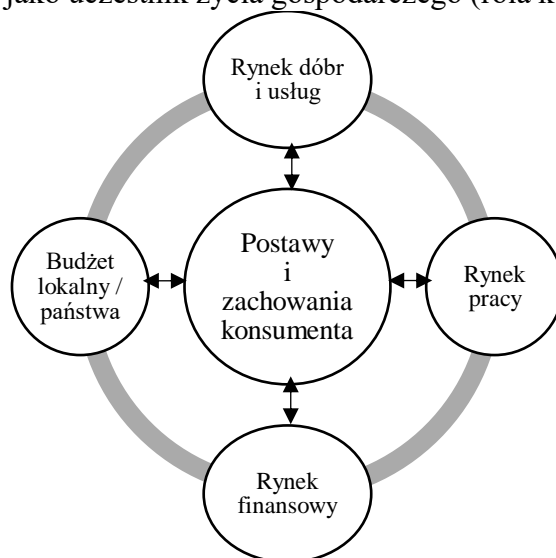 jako uczestnik życia gospodarczego (rola k
Rynek dóbr
i usług
Budżet
lokalny /
państwa
Postawy
i
zachowania
konsumenta
Rynek
pracy
Rynek
finansowy